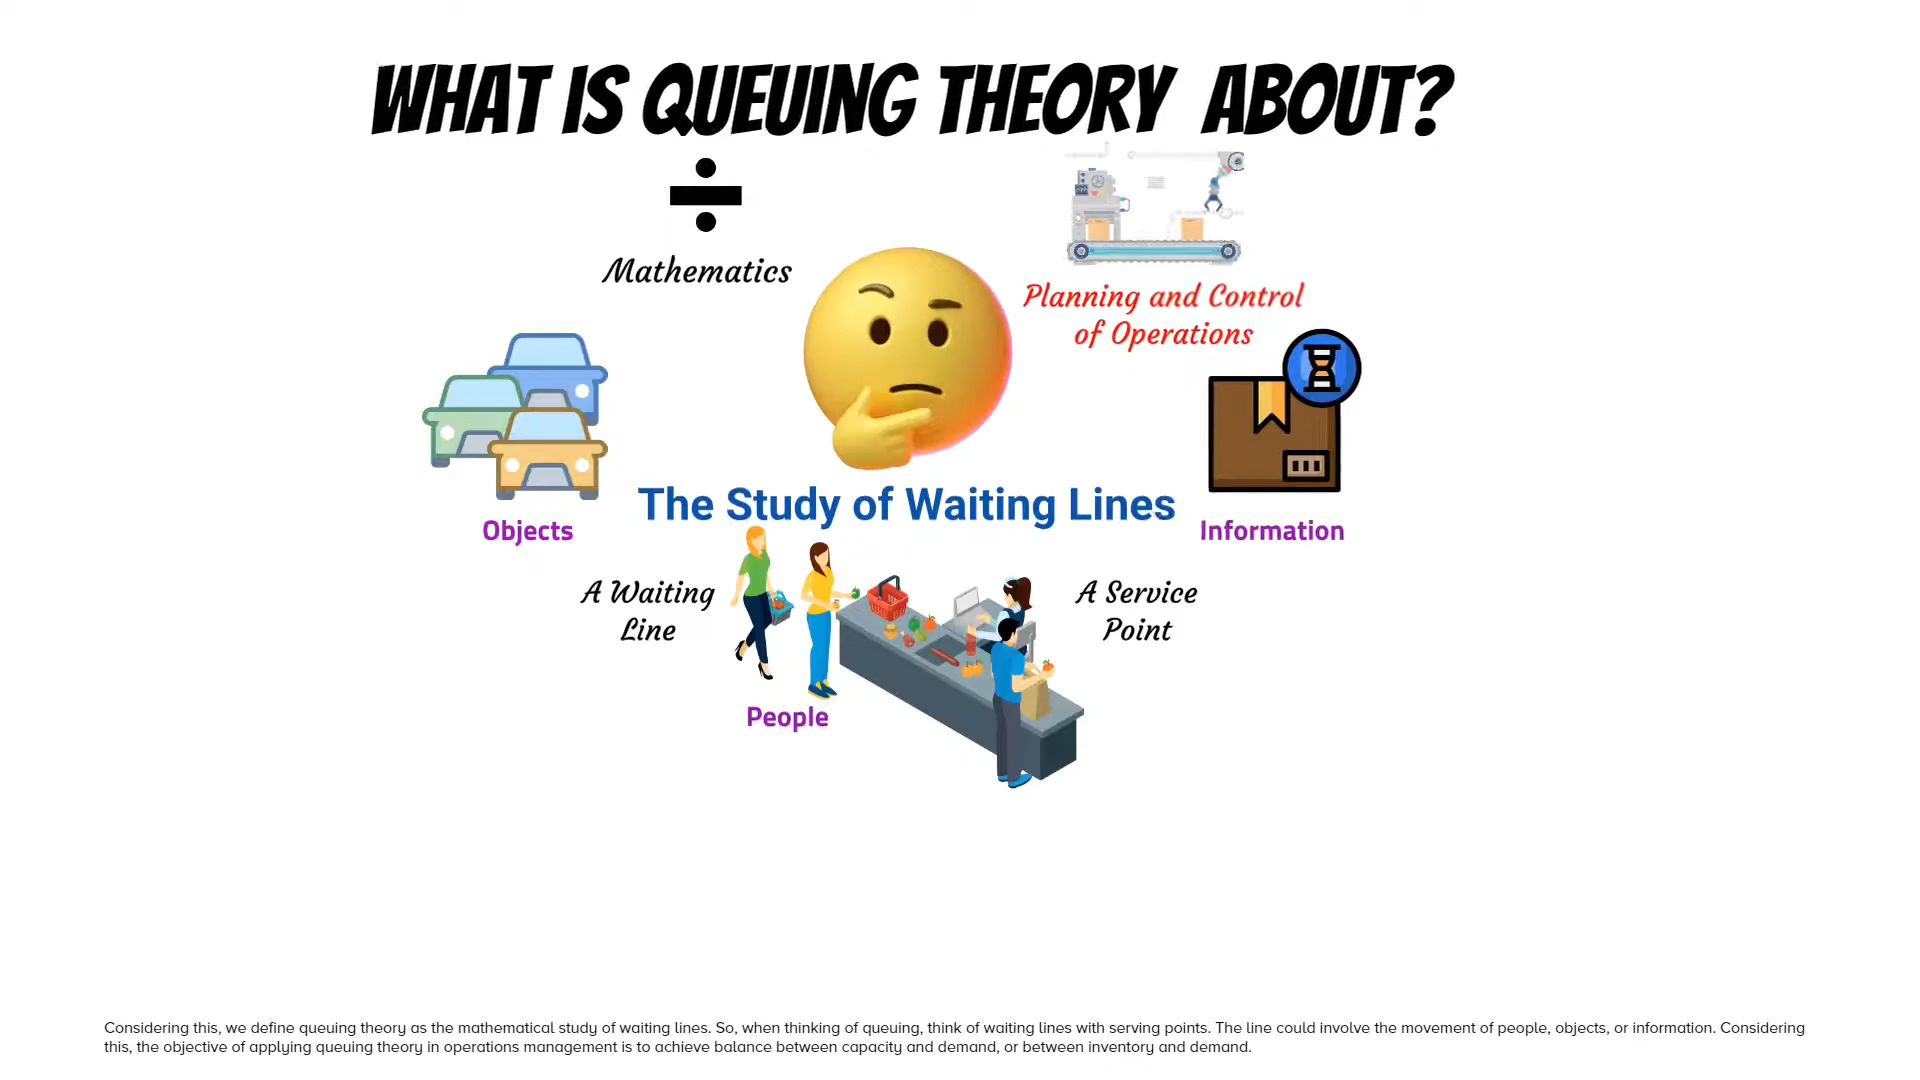 WHAT IS QUEUING THEORY ABOUT?
Mathematics
Planning and Control
of Operations
The Study of Waiting Lines
Objects
Information
A Waiting
Line
A Service
Point
People
Considering this, we define queuing theory as the mathematical study of waiting lines. So, when thinking of queuing, think of waiting lines with serving points. The line could involve the movement of people, objects, or information. Considering
this, the objective of applying queuing theory in operations management is to achieve balance between capacity and demand, or between inventory and demand.